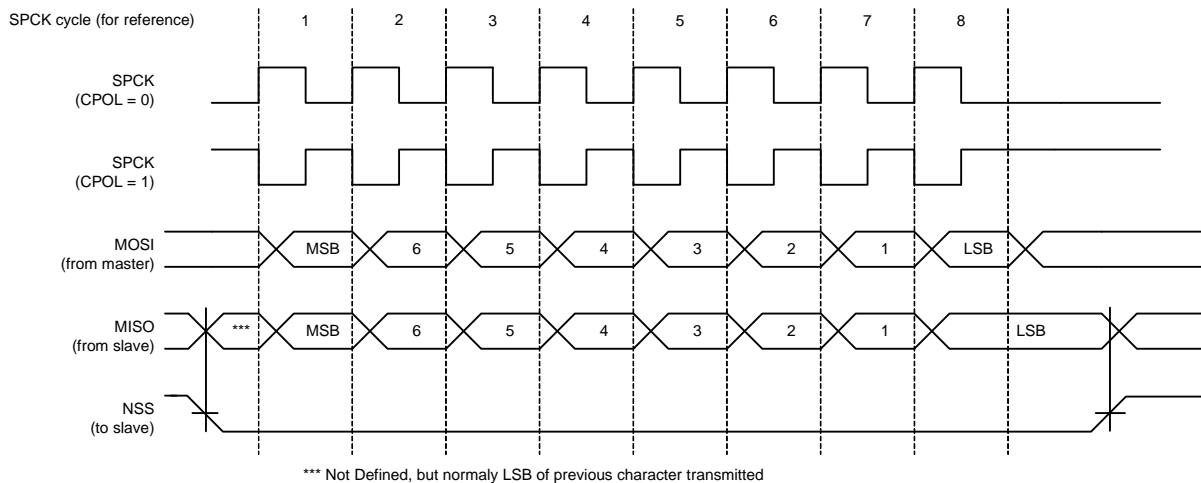 SPCK cycle (for reference) 1 2 3 4 5 6 7 8
SPCK
(CPOL = 0)
SPCK
(CPOL = 1)
MOSI
(from master)
MSB 6 5 4 3 2 1 LSB
MISO
(from slave)
*** MSB 6 5 4 3 2 1 LSB
NSS
(to slave)
*** Not Defined, but normaly LSB of previous character transmitted